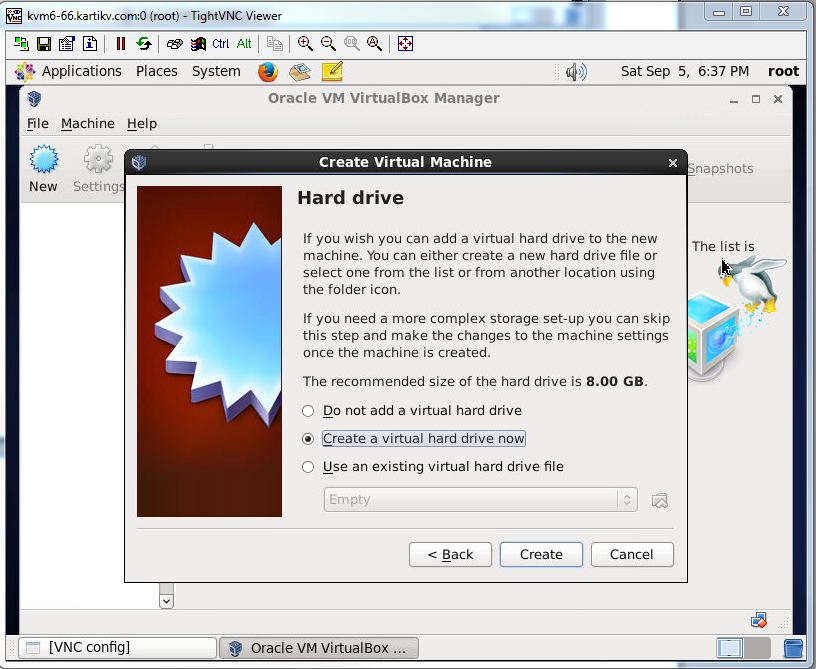 kvm6-66.kartikv.com:0 (root) - TightVNC Viewer
Ctrl Alt
Applications Places System Sat Sep 5, 6:37 PM root
Oracle VM VirtualBox Manager
File Machine Help
New Settings Snapshots
Create Virtual Machine
Hard drive
The list is
If you wish you can add a virtual hard drive to the new
machine. You can either create a new hard drive file or
select one from the list or from another location using
the folder icon.
If you need a more complex storage set-up you can skip
this step and make the changes to the machine settings
once the machine is created.
The recommended size of the hard drive is 8.00 GB.
Do not add a virtual hard drive
Create a virtual hard drive now
Use an existing virtual hard drive file
Empty
< Back Create Cancel
[VNC config] Oracle VM VirtualBox ...